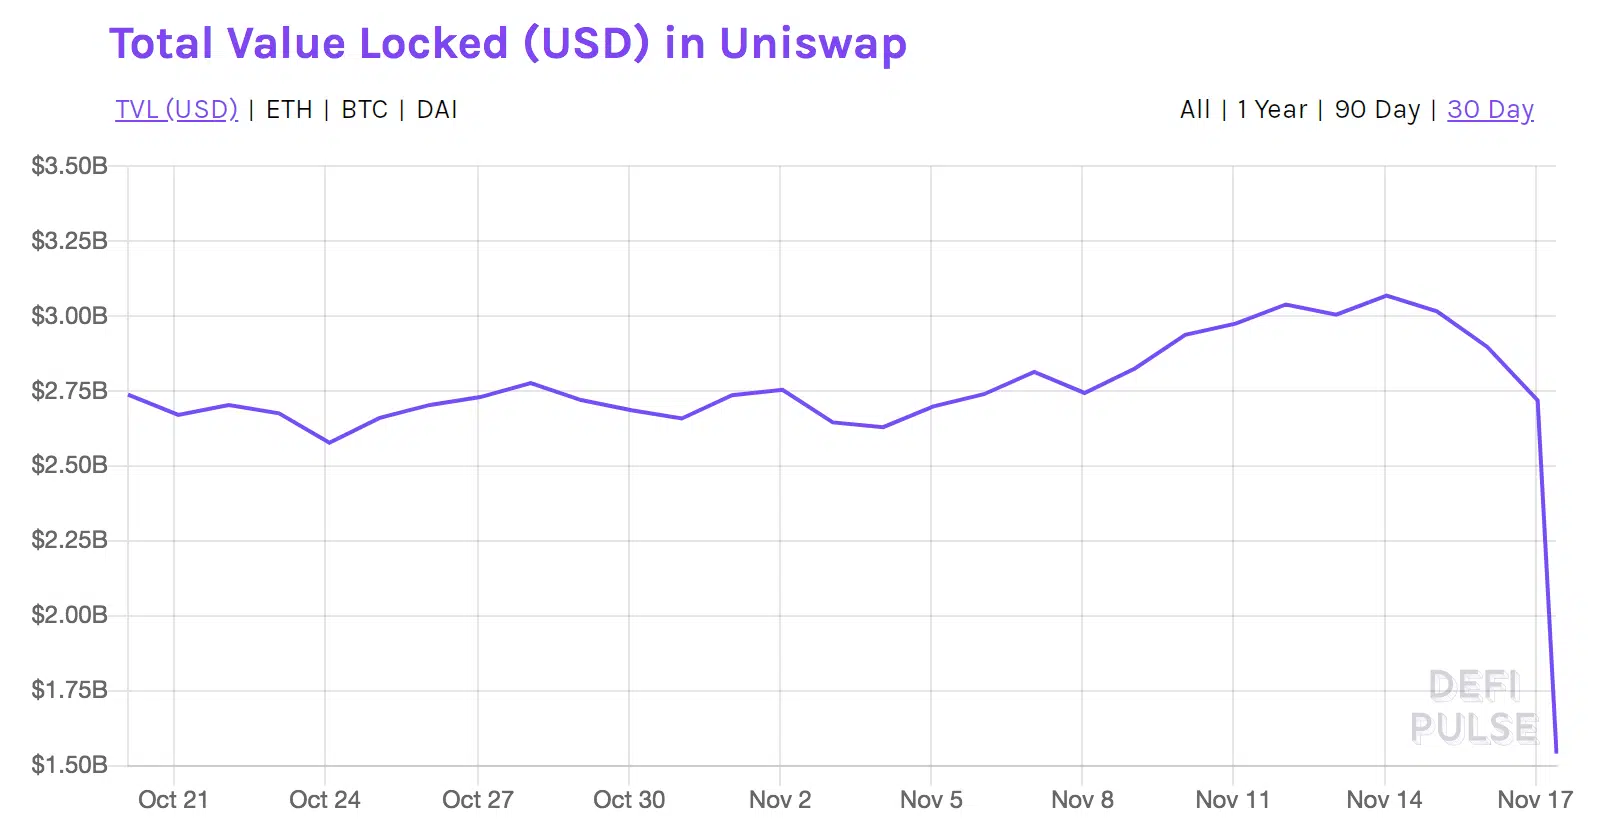 Total Value Locked (USD) in Uniswap
TVL (USD) | ETH | BTC | DAI
All | 1 Year | 90 Day | 30 Day
$3.50B
$3.25B
$3.00B
$2.75B
$2.50B
$2.25B
$2.00B
$1.75B
$1.50B
DEFI
PULSE
Oct 21 Oct 24 Oct 27 Oct 30 Nov 2 Nov 5 Nov 8 Nov 11 Nov 14 Nov 17